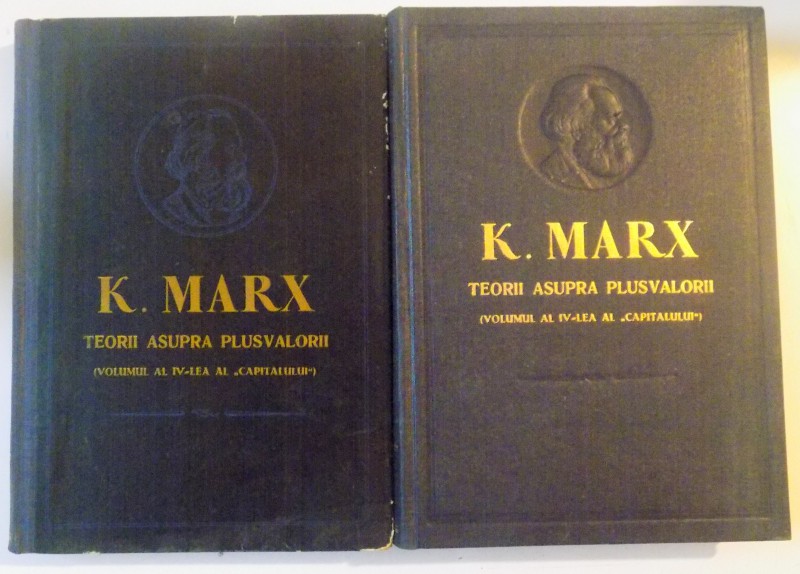 K. MARX
TEORII ASUPRA PLUSVALORII
(VOLUMUL AL IV-LEA AL „CAPITALULUI“)
K. MARX
TEORII ASUPRA PLUSVALORII
(VOLUMUL AL IV-LEA AL „CAPITALULUI“)